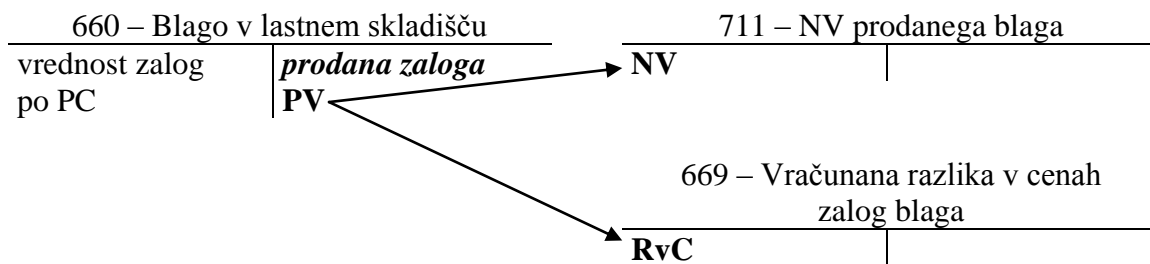 660 – Blago v lastnem skladišču
711 – NV prodanega blaga
vrednost zalog prodana zaloga NV
po PC PV
669 – Vračunana razlika v cenah
zalog blaga
RvC